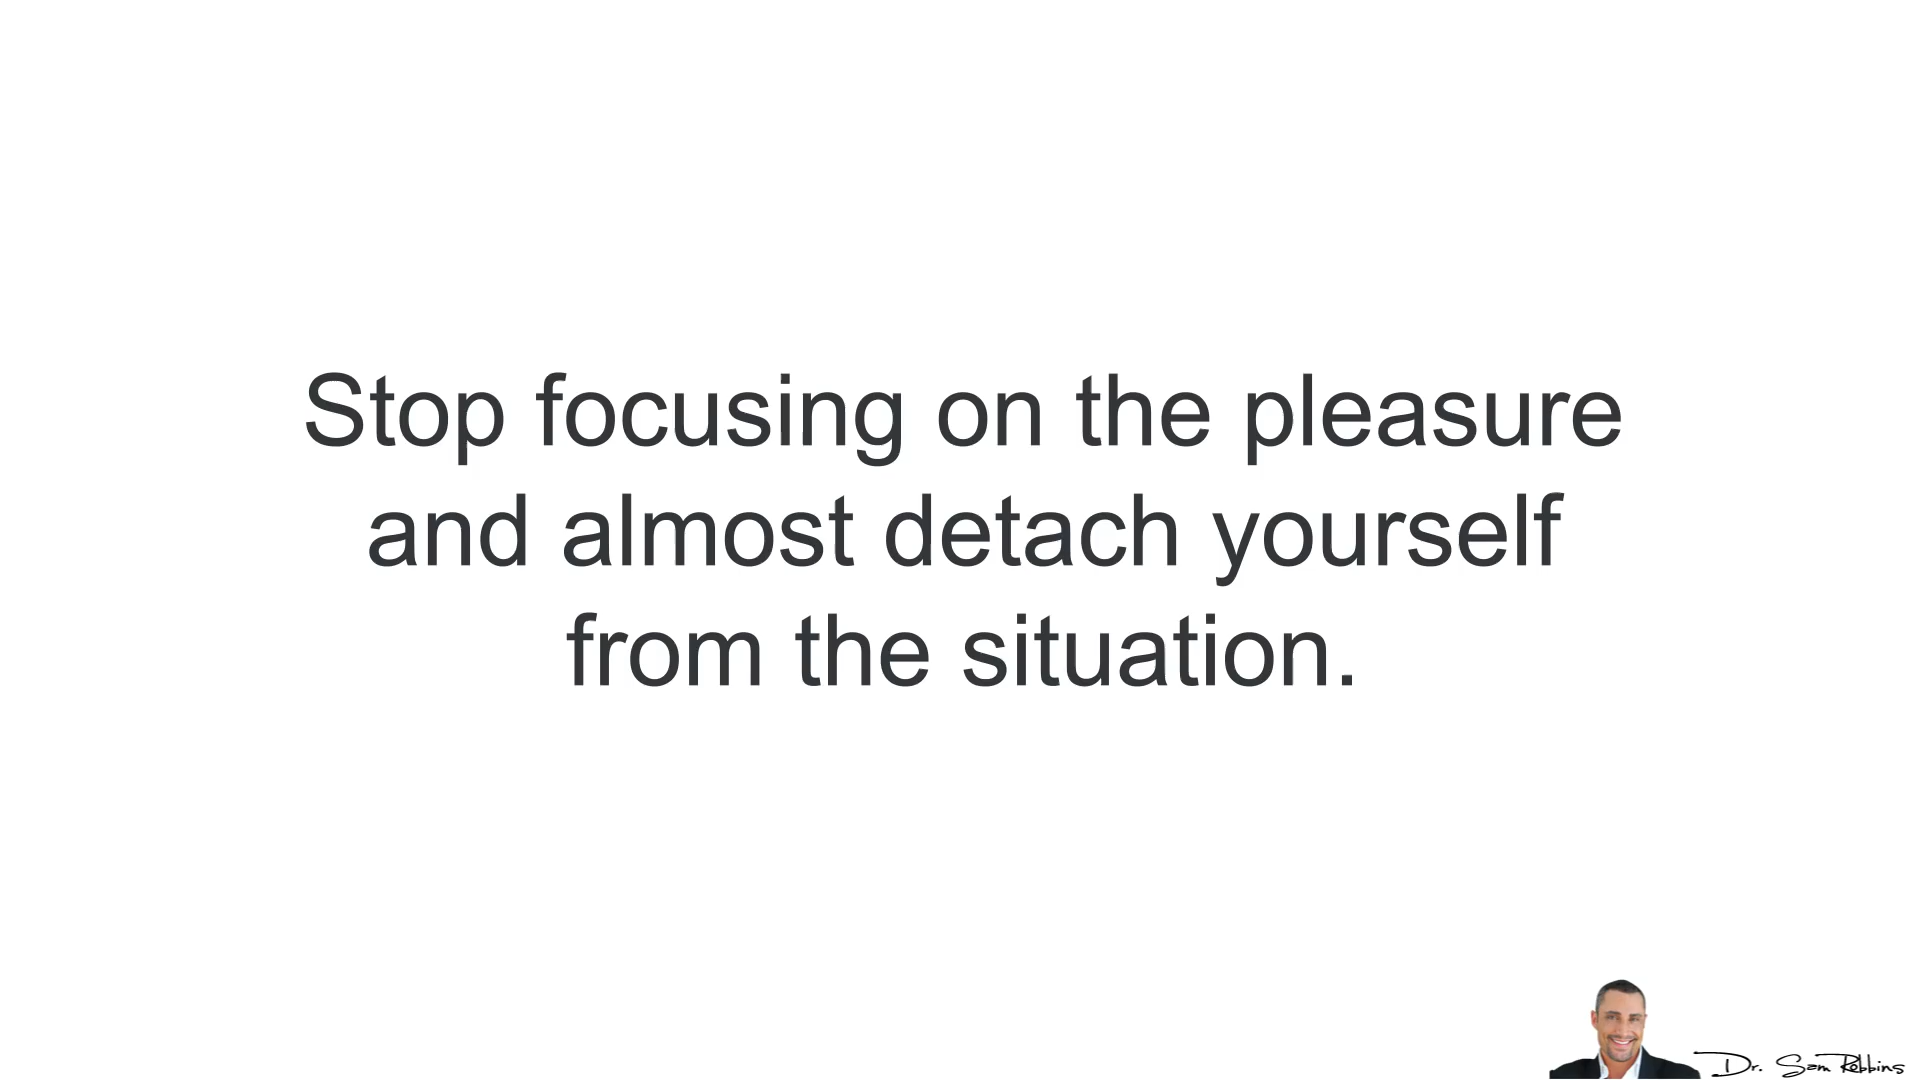 Stop focusing on the pleasure
and almost detach yourself
from the situation.
Dr. Sam Robbins